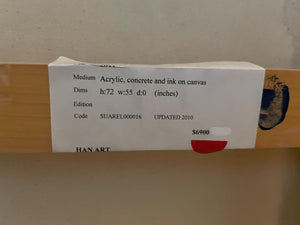 Medium Acrylic, concrete and ink on canvas
Dims h:72 w:55 d:0 (inches)
Edition
Code SUAREL000016 UPDATED 2010
$6900
HAN ART